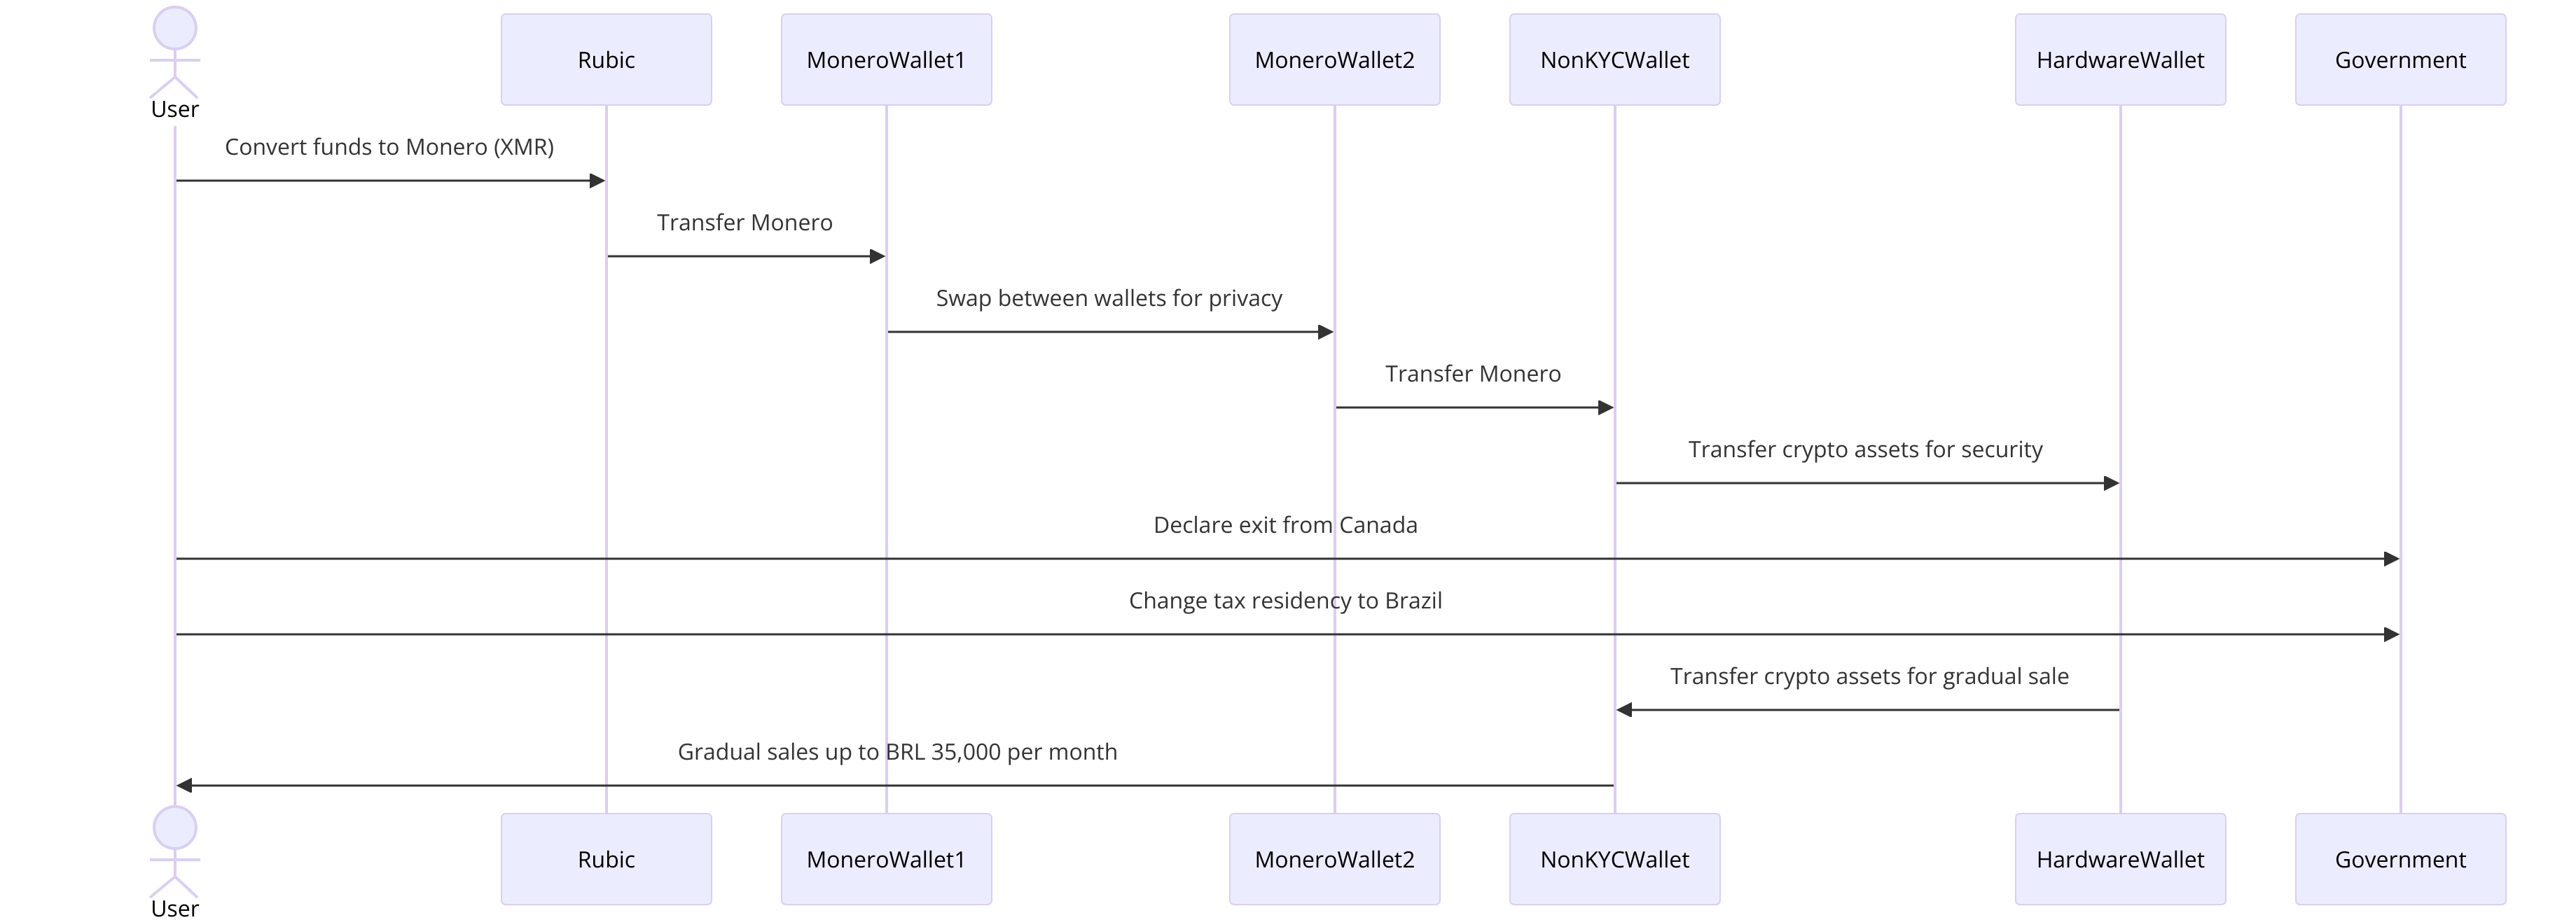 Rubic
MoneroWallet1
MoneroWallet2
NonKYCWallet
HardwareWallet
Government
User
Convert funds to Monero (XMR)
Transfer Monero
Swap between wallets for privacy
Transfer Monero
Transfer crypto assets for security
Declare exit from Canada
Change tax residency to Brazil
Transfer crypto assets for gradual sale
Gradual sales up to BRL 35,000 per month
Rubic
MoneroWallet1
MoneroWallet2
NonKYCWallet
HardwareWallet
Government
User